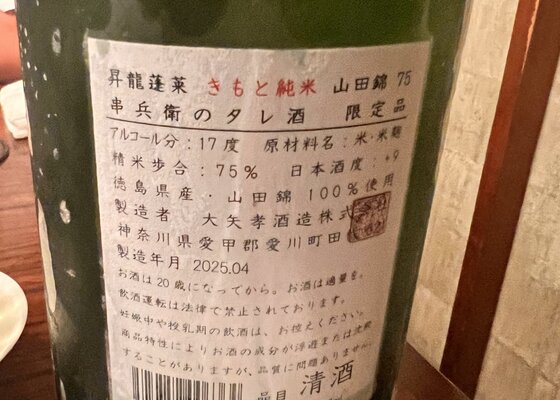 昇龍蓬莱 きもと純米 山田錦 75
串兵衛のタレ酒 限定品
アルコール分：17度 原材料名：米・米麹
精米歩合：75% 日本酒度：+9
徳島県産・山田錦 100%使用
製造者 大矢孝酒造株式
神奈川県愛甲郡愛川町田
製造年月 2025.04
お酒は20歳になってから。お酒は適量を。
飲酒運転は法律で禁止されております。
妊娠中や授乳期の飲酒は、お控えください。
商品特性によりお酒の成分が浮遊または沈殿
することがありますが、品質に問題ありません。
品目 清酒